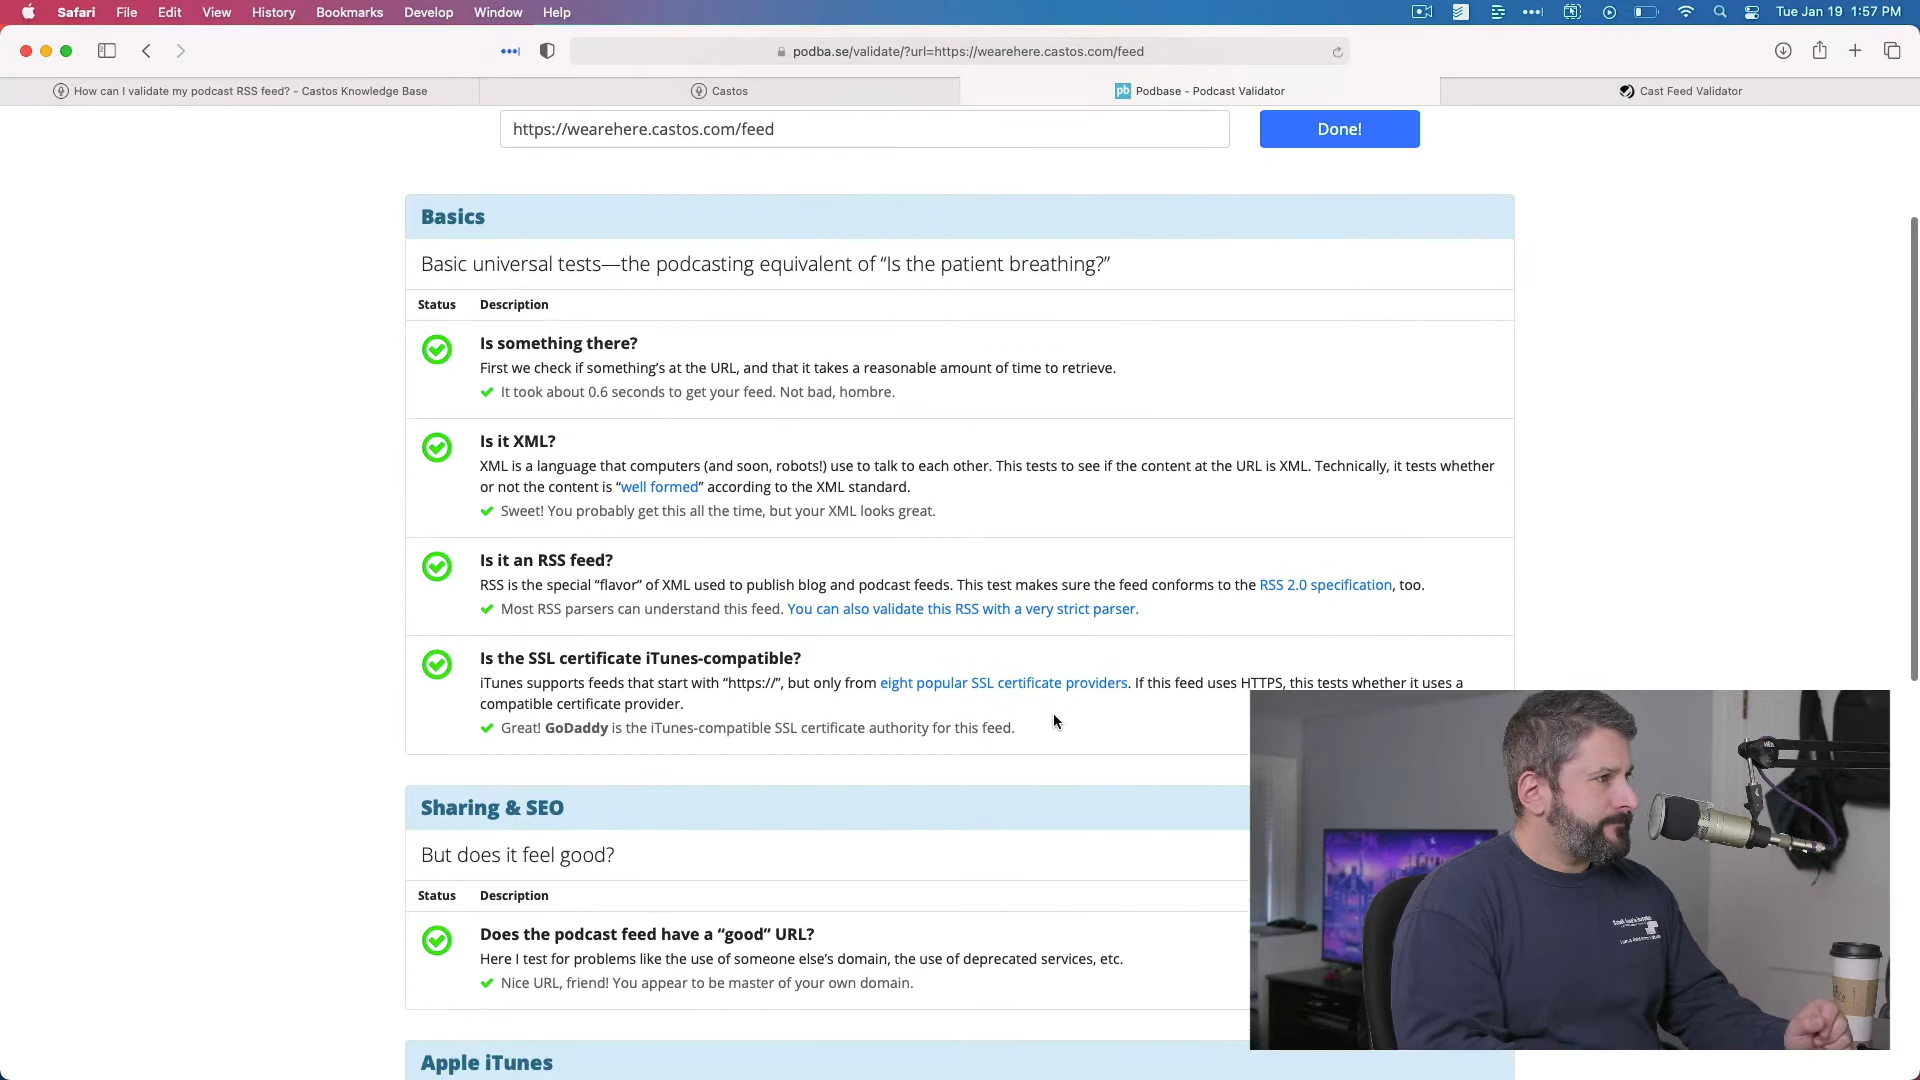 Safari File Edit View History Bookmarks Develop Window Help Tue Jan 19 1:57 PM
podba.se/validate/?url=https://wearehere.castos.com/feed
How can I validate my podcast RSS feed? - Castos Knowledge Base
Castos
pb Podbase - Podcast Validator
Cast Feed Validator
https://wearehere.castos.com/feed
Done!
Basics
Basic universal tests—the podcasting equivalent of “Is the patient breathing?”
Status Description
Is something there?
First we check if something’s at the URL, and that it takes a reasonable amount of time to retrieve.
It took about 0.6 seconds to get your feed. Not bad, hombre.
Is it XML?
XML is a language that computers (and soon, robots!) use to talk to each other. This tests to see if the content at the URL is XML. Technically, it tests whether
or not the content is “well formed” according to the XML standard.
Sweet! You probably get this all the time, but your XML looks great.
Is it an RSS feed?
RSS is the special “flavor” of XML used to publish blog and podcast feeds. This test makes sure the feed conforms to the RSS 2.0 specification, too.
Most RSS parsers can understand this feed. You can also validate this RSS with a very strict parser.
Is the SSL certificate iTunes-compatible?
iTunes supports feeds that start with “https://”, but only from eight popular SSL certificate providers. If this feed uses HTTPS, this tests whether it uses a
compatible certificate provider.
Great! GoDaddy is the iTunes-compatible SSL certificate authority for this feed.
Sharing & SEO
But does it feel good?
Status Description
Does the podcast feed have a “good” URL?
Here I test for problems like the use of someone else’s domain, the use of deprecated services, etc.
Nice URL, friend! You appear to be master of your own domain.
Apple iTunes